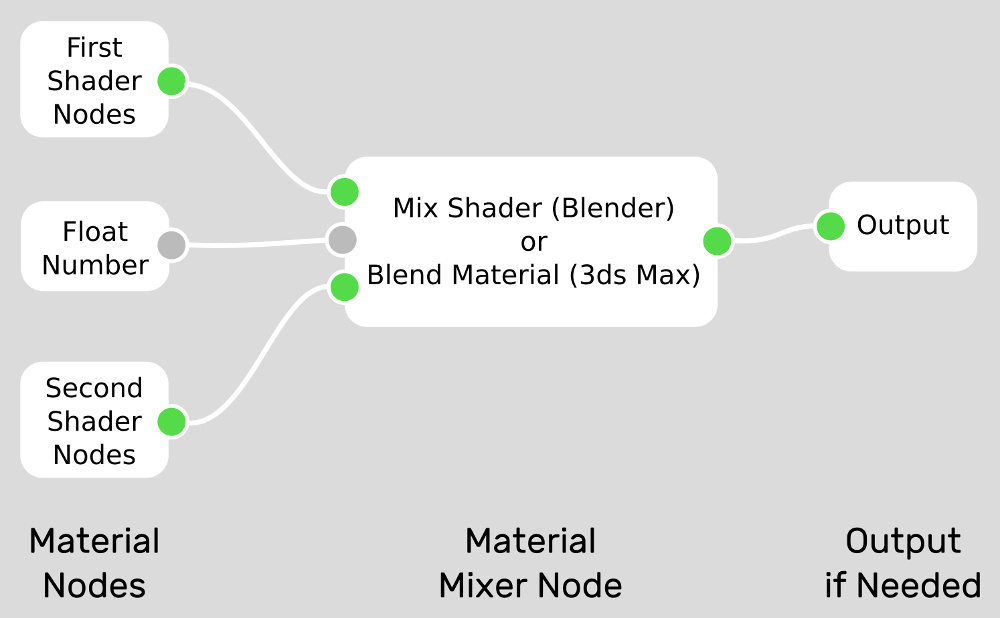 First
Shader
Nodes
Float
Number
Second
Shader
Nodes
Mix Shader (Blender)
or
Blend Material (3ds Max)
Output
Material
Nodes
Material
Mixer Node
Output
if Needed